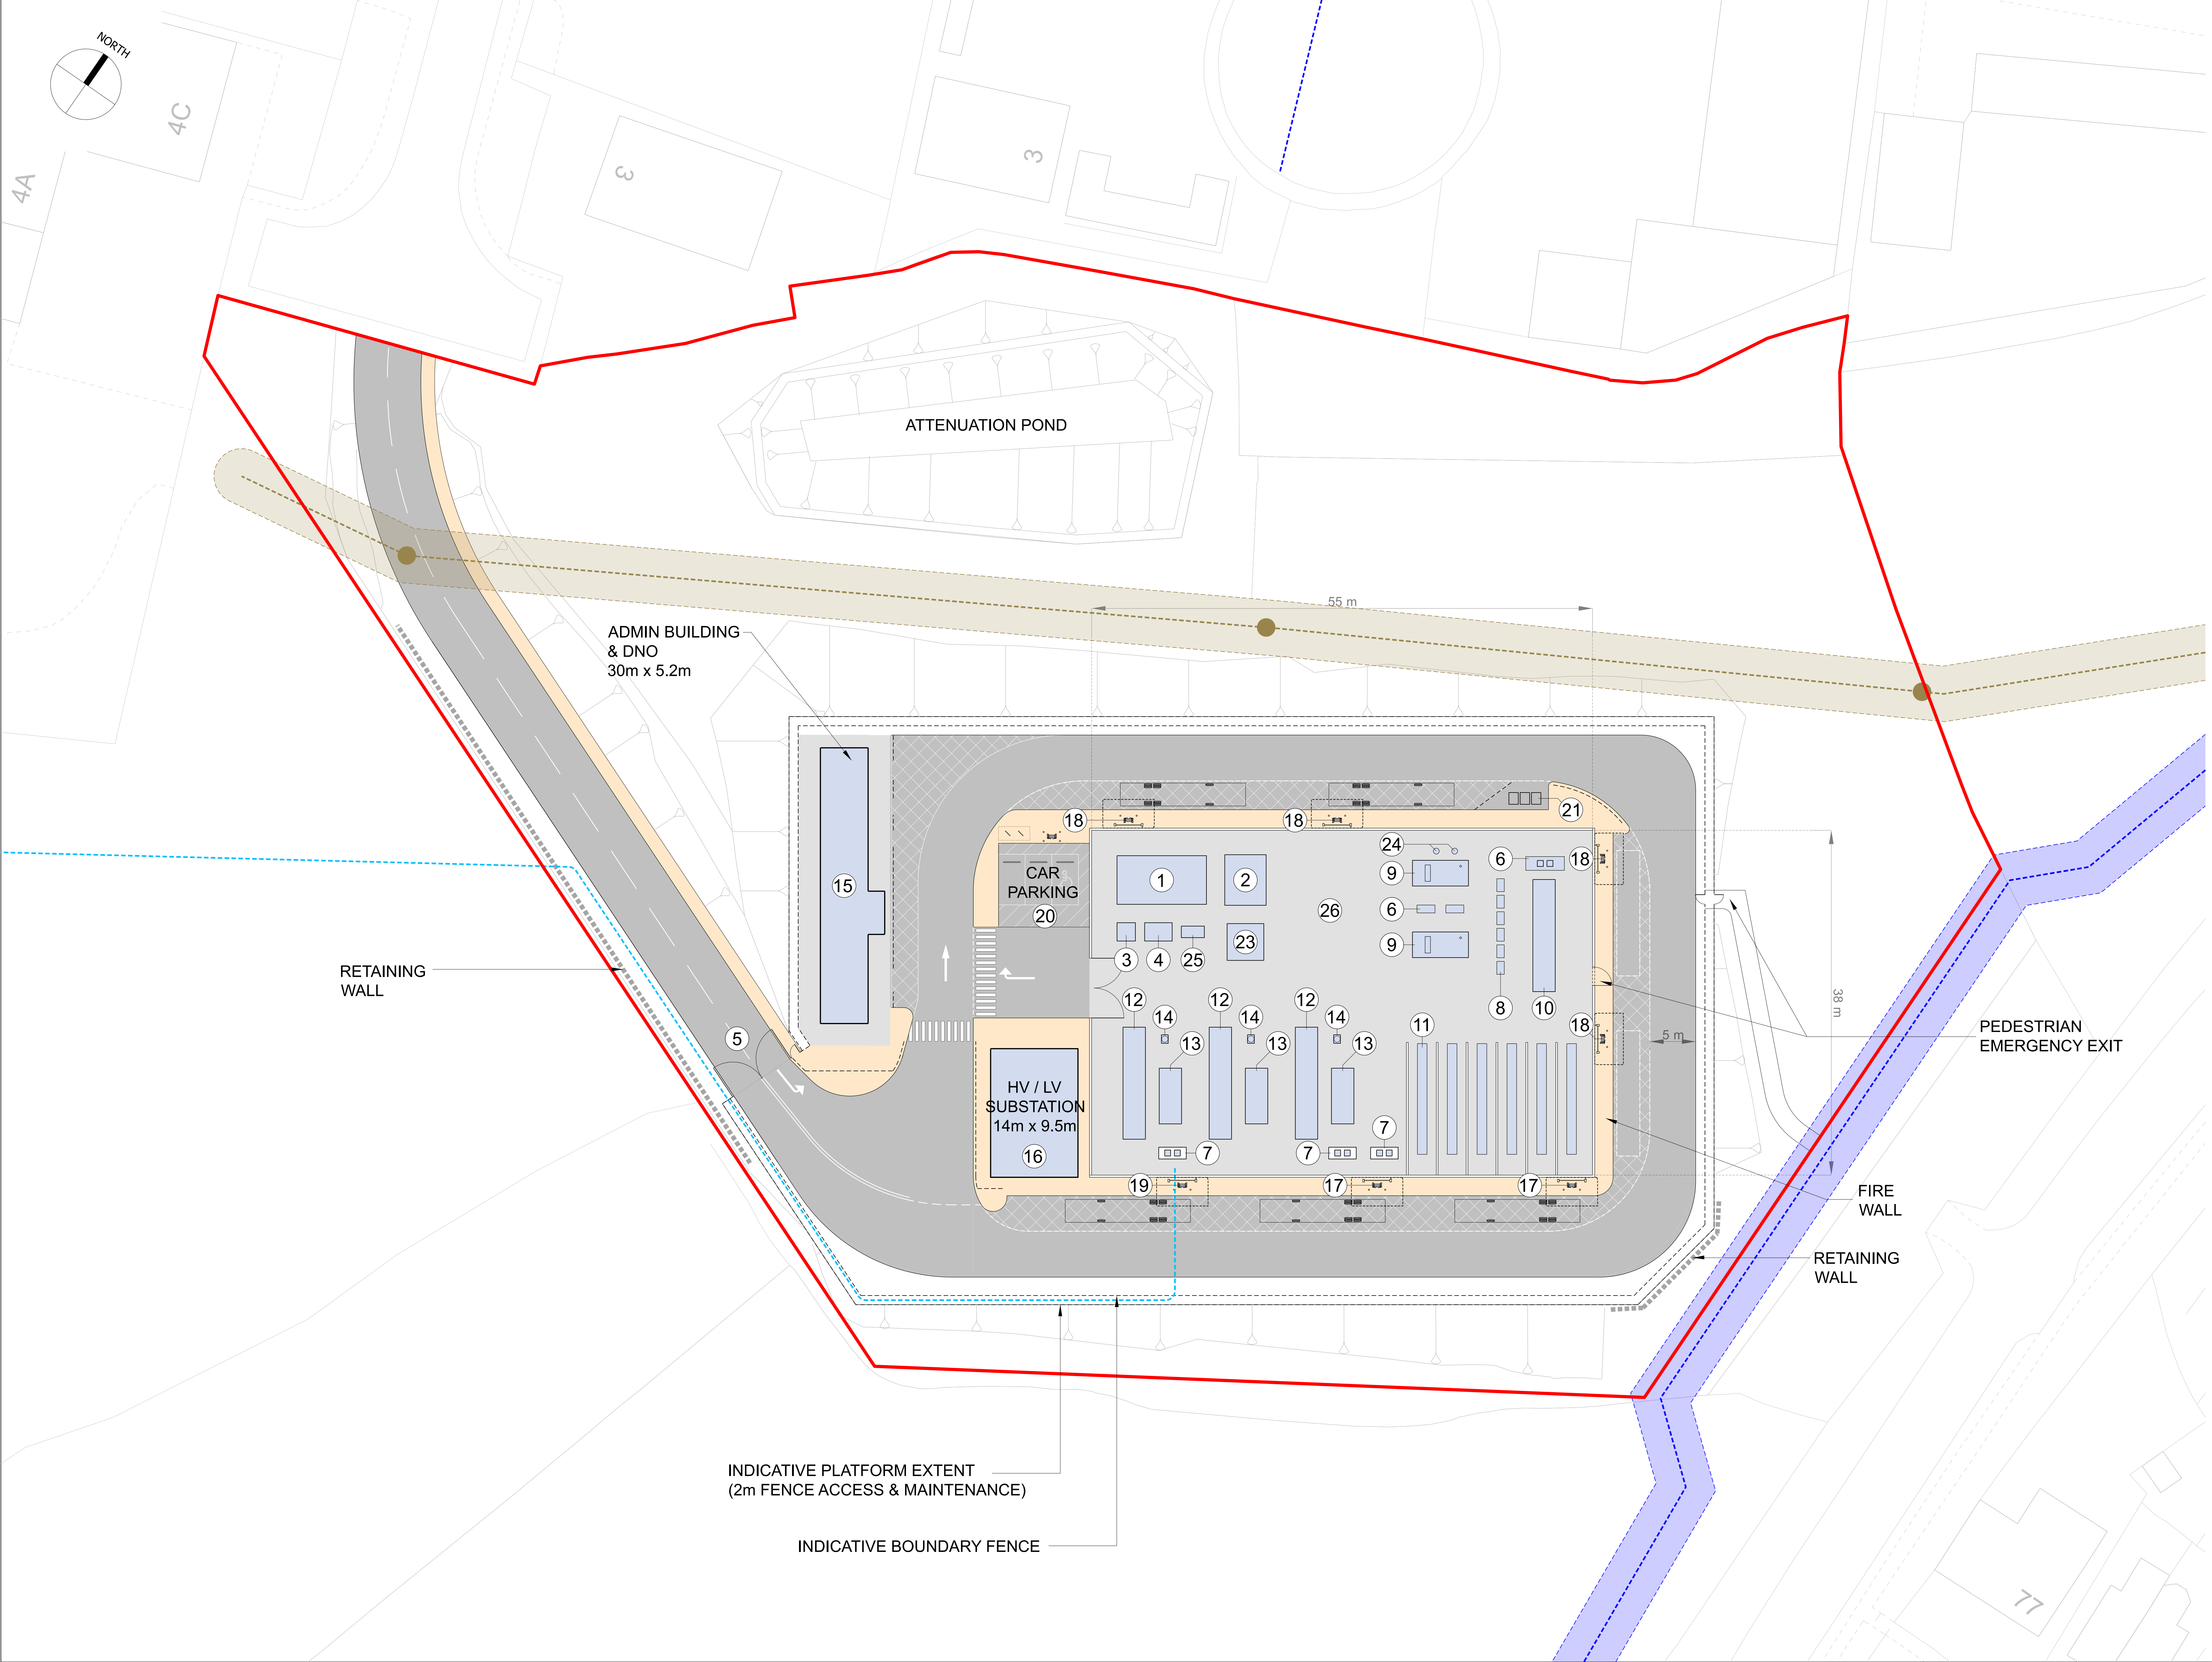 NORTH
4C
4A
3
3
ATTENUATION POND
55 m
ADMIN BUILDING
& DNO
30m x 5.2m
21
18
18
24
6
18
CAR
PARKING
1
2
9
15
20
26
6
23
9
3
4
25
RETAINING
WALL
12
12
12
8
10
38 m
14
14
14
11
18
5
13
13
13
5 m
PEDESTRIAN
EMERGENCY EXIT
HV / LV
SUBSTATION
14m x 9.5m
16
7
7
7
19
17
17
FIRE
WALL
RETAINING
WALL
INDICATIVE PLATFORM EXTENT
(2m FENCE ACCESS & MAINTENANCE)
INDICATIVE BOUNDARY FENCE
77